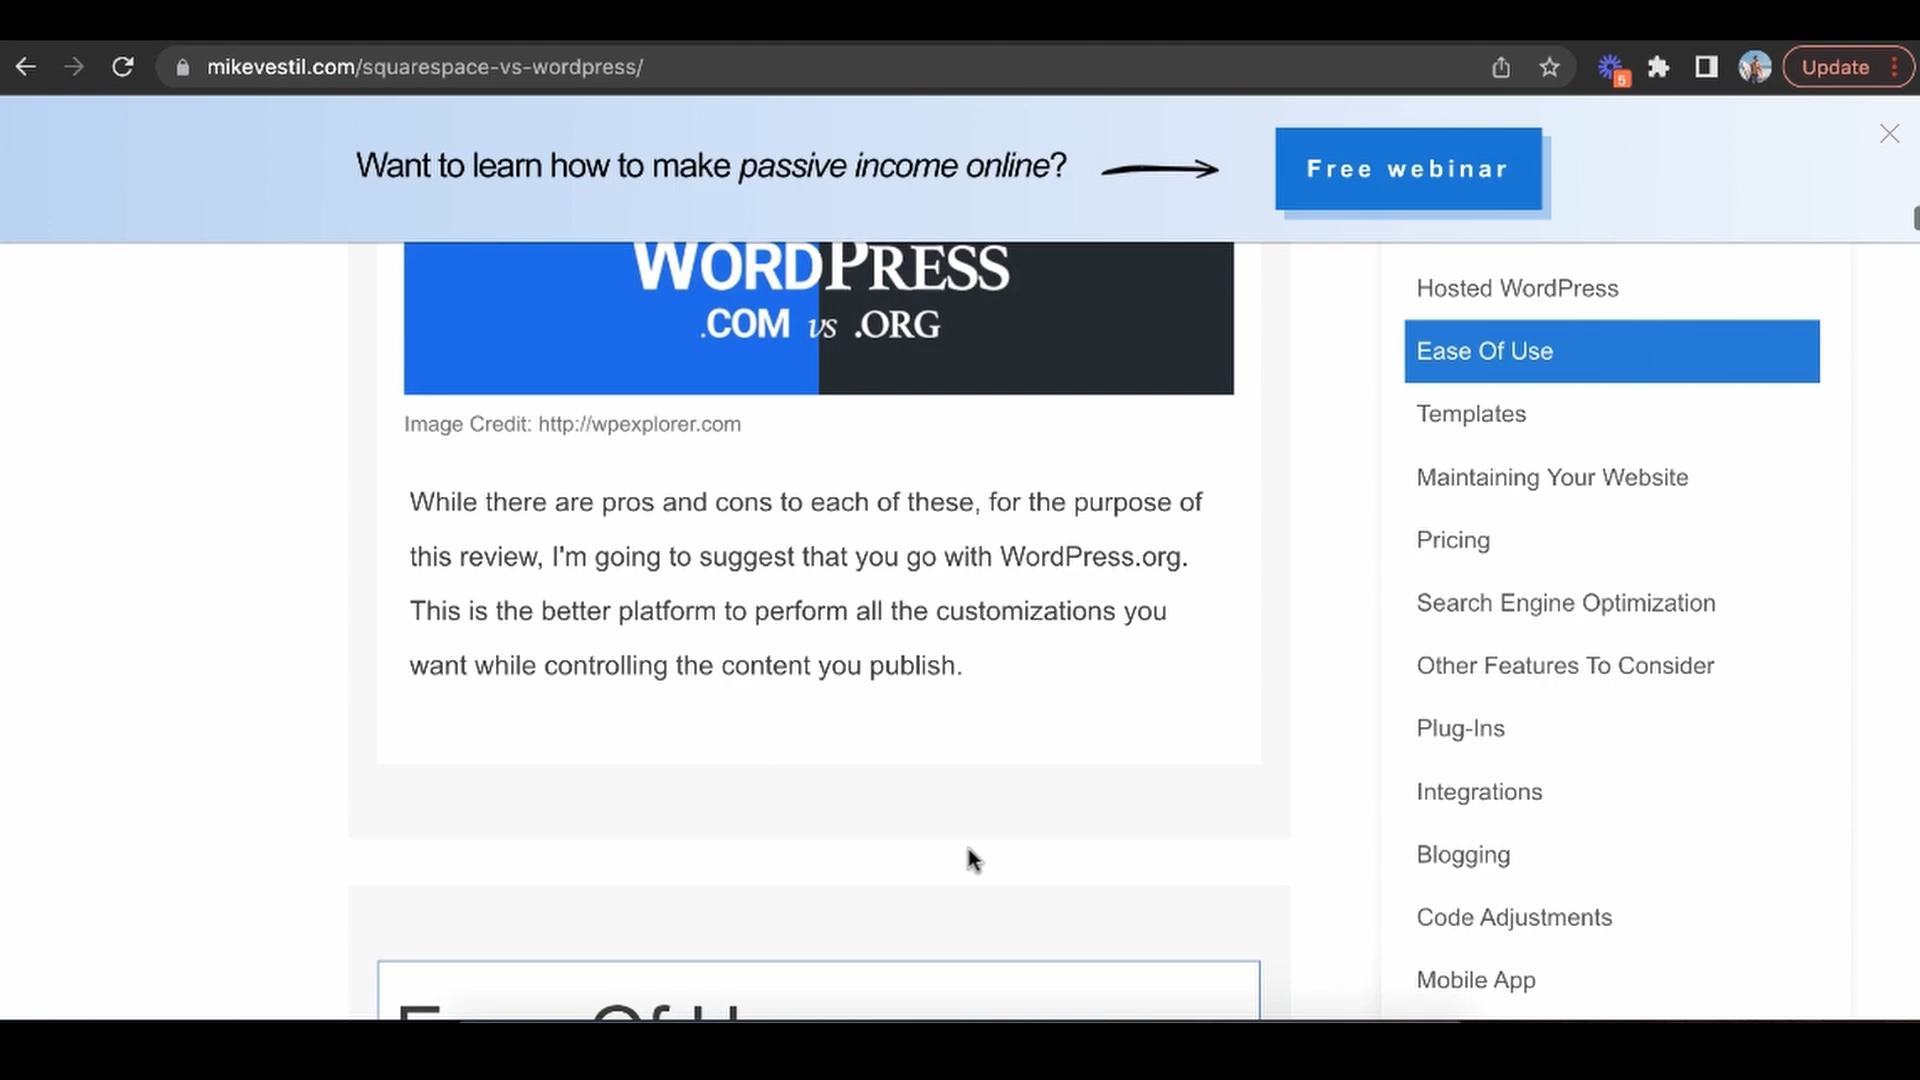 mikevestil.com/squarespace-vs-wordpress/
5
Update
Want to learn how to make passive income online?
Free webinar
WORDPRESS
.COM vs .ORG
Image Credit: http://wpexplorer.com
While there are pros and cons to each of these, for the purpose of
this review, I'm going to suggest that you go with WordPress.org.
This is the better platform to perform all the customizations you
want while controlling the content you publish.
Hosted WordPress
Ease Of Use
Templates
Maintaining Your Website
Pricing
Search Engine Optimization
Other Features To Consider
Plug-Ins
Integrations
Blogging
Code Adjustments
Mobile App